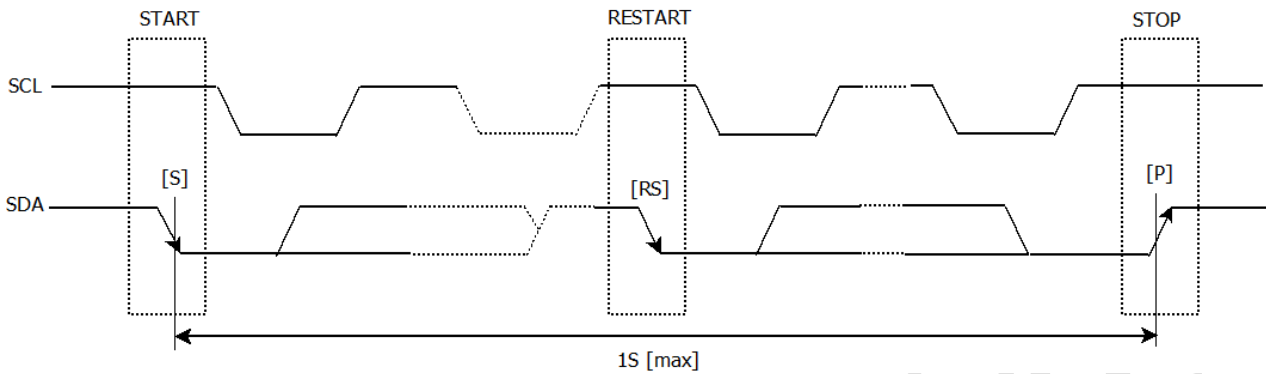 START RESTART STOP
SCL
[S] [RS] [P]
SDA
1S [max]